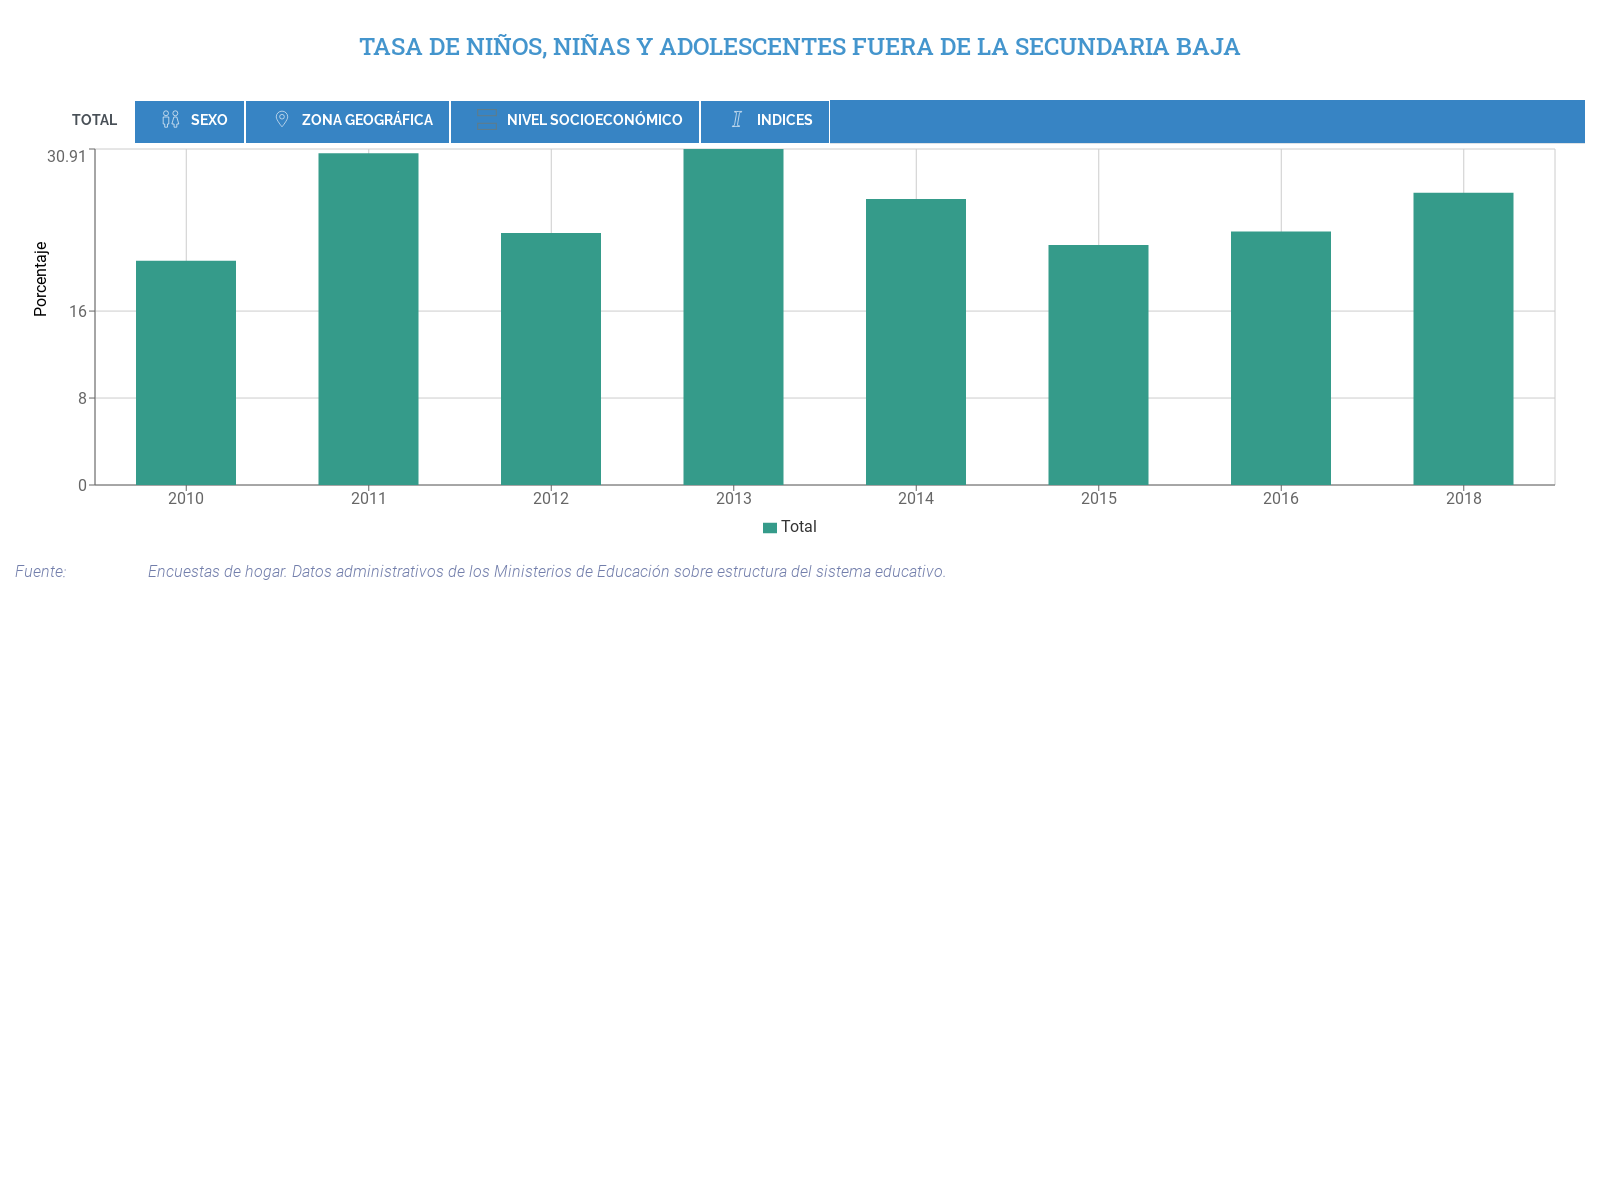 TASA DE NIÑOS, NIÑAS Y ADOLESCENTES FUERA DE LA SECUNDARIA BAJA
TOTAL SEXO ZONA GEOGRÁFICA NIVEL SOCIOECONÓMICO INDICES
30.91
Porcentaje
16
8
0
2010 2011 2012 2013 2014 2015 2016 2018
Total
Fuente: Encuestas de hogar. Datos administrativos de los Ministerios de Educación sobre estructura del sistema educativo.